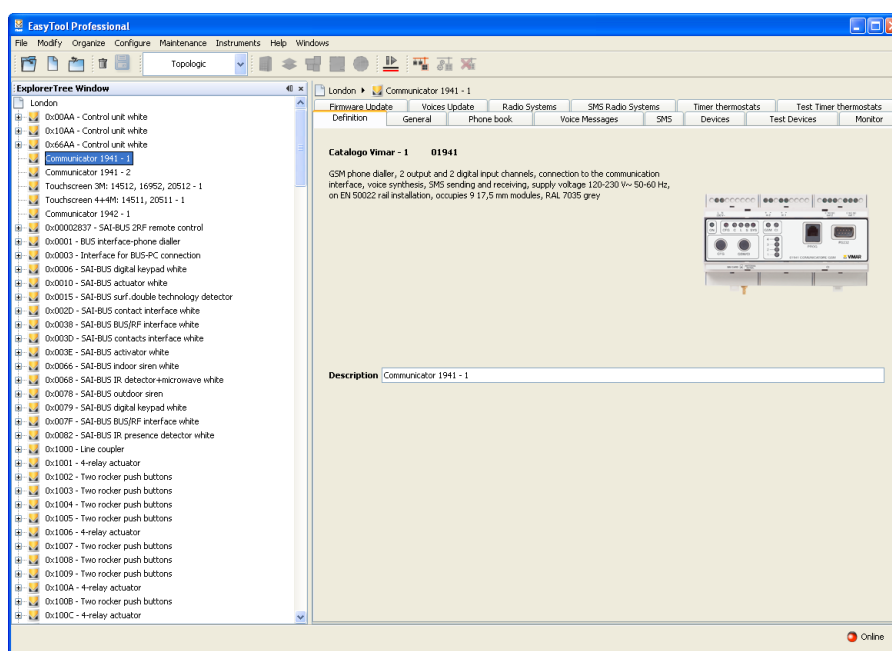 EasyTool Professional
File Modify Organize Configure Maintenance Instruments Help Windows
Topologic
ExplorerTree Window
London
0x00AA - Control unit white
0x10AA - Control unit white
0x66AA - Control unit white
Communicator 1941 - 1
Communicator 1941 - 2
Touchscreen 3M: 14512, 16952, 20512 - 1
Touchscreen 4+4M: 14511, 20511 - 1
Communicator 1942 - 1
0x00002837 - SAI-BUS 2RF remote control
0x0001 - BUS interface-phone dialler
0x0003 - Interface for BUS-PC connection
0x0006 - SAI-BUS digital keypad white
0x0010 - SAI-BUS actuator white
0x0015 - SAI-BUS surf.double technology detector
0x002D - SAI-BUS contact interface white
0x0038 - SAI-BUS BUS/RF interface white
0x003D - SAI-BUS contacts interface white
0x003E - SAI-BUS activator white
0x0066 - SAI-BUS indoor siren white
0x0068 - SAI-BUS IR detector+microwave white
0x0078 - SAI-BUS outdoor siren
0x0079 - SAI-BUS digital keypad white
0x007F - SAI-BUS BUS/RF interface white
0x0082 - SAI-BUS IR presence detector white
0x1000 - Line coupler
0x1001 - 4-relay actuator
0x1002 - Two rocker push buttons
0x1003 - Two rocker push buttons
0x1004 - Two rocker push buttons
0x1005 - Two rocker push buttons
0x1006 - 4-relay actuator
0x1007 - Two rocker push buttons
0x1008 - Two rocker push buttons
0x1009 - Two rocker push buttons
0x100A - 4-relay actuator
0x100B - Two rocker push buttons
0x100C - 4-relay actuator
London Communicator 1941 - 1
Firmware Update Voices Update Radio Systems SMS Radio Systems Timer thermostats Test Timer thermostats
Definition General Phone book Voice Messages SMS Devices Test Devices Monitor
Catalogo Vimar - 1 01941
GSM phone dialler, 2 output and 2 digital input channels, connection to the communication
interface, voice synthesis, SMS sending and receiving, supply voltage 120-230 V~ 50-60 Hz,
on EN 50022 rail installation, occupies 9 17,5 mm modules, RAL 7035 grey
VIMAR
Description Communicator 1941 - 1
Online